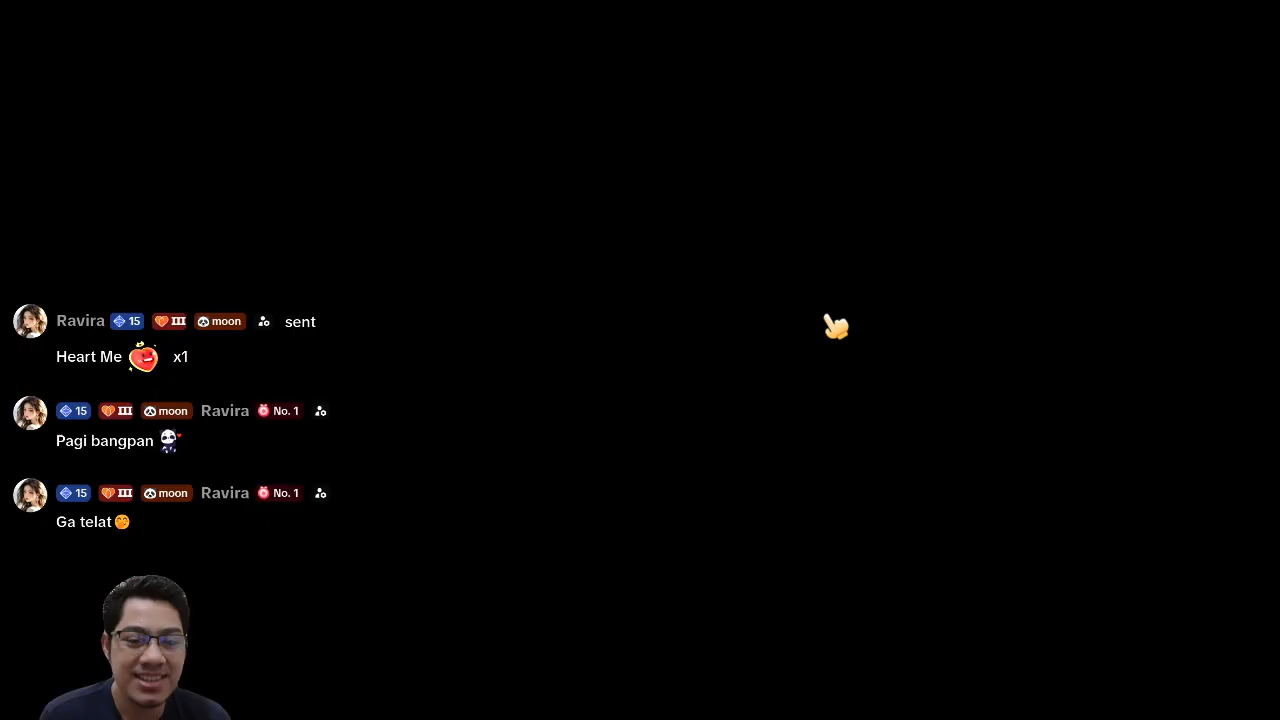 Ravira 15 III moon sent
Heart Me x1
15 III moon Ravira No. 1
Pagi bangpan
15 III moon Ravira No. 1
Ga telat